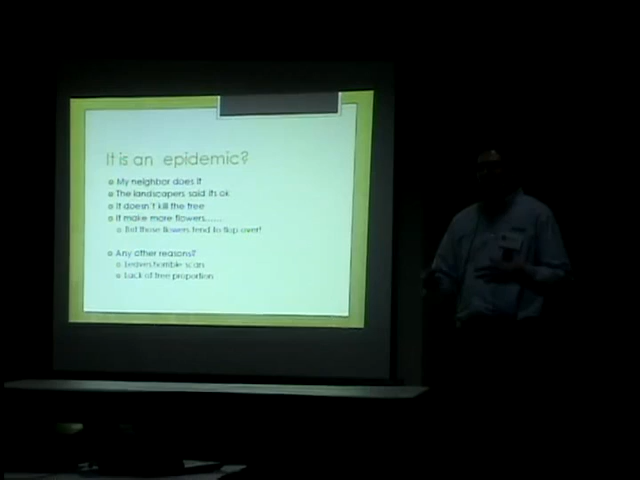 It is an epidemic?
My neighbor does it
The landscapers said its ok
It doesn't kill the tree
It make more flowers......
But those flowers tend to flop over!
Any other reasons?
Leaves horrible scars
Lack of tree proportion